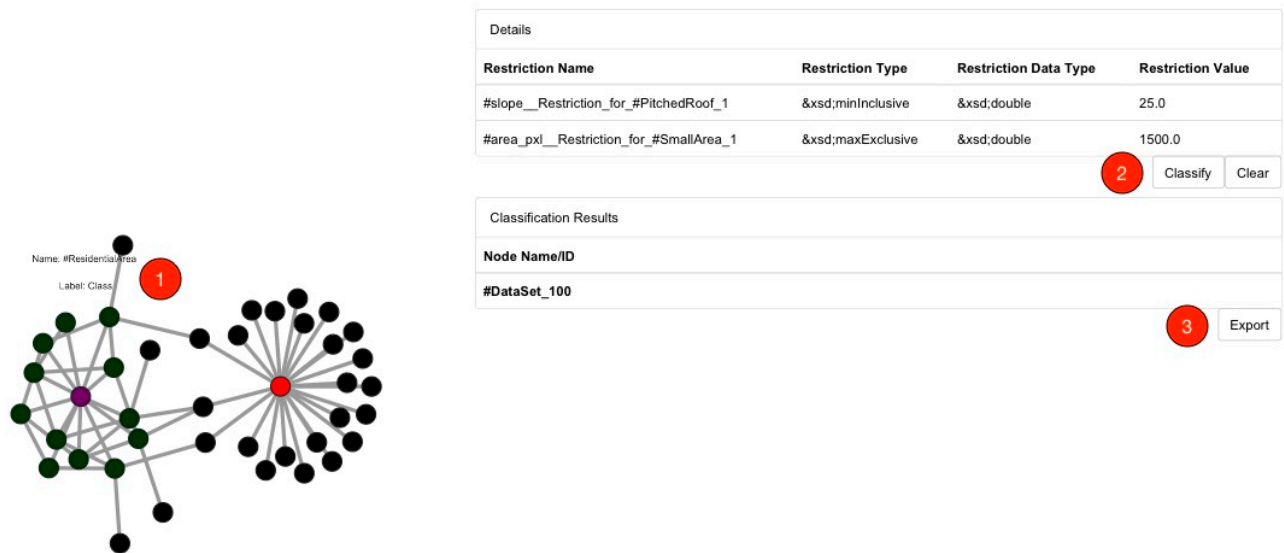 Details
Restriction Name Restriction Type Restriction Data Type Restriction Value
#slope__Restriction_for_#PitchedRoof_1 &xsd;minInclusive &xsd;double 25.0
#area_pxl__Restriction_for_#SmallArea_1 &xsd;maxExclusive &xsd;double 1500.0
2 Classify Clear
Classification Results
Node Name/ID
#DataSet_100
3 Export
Name: #ResidentialArea
1
Label: Class